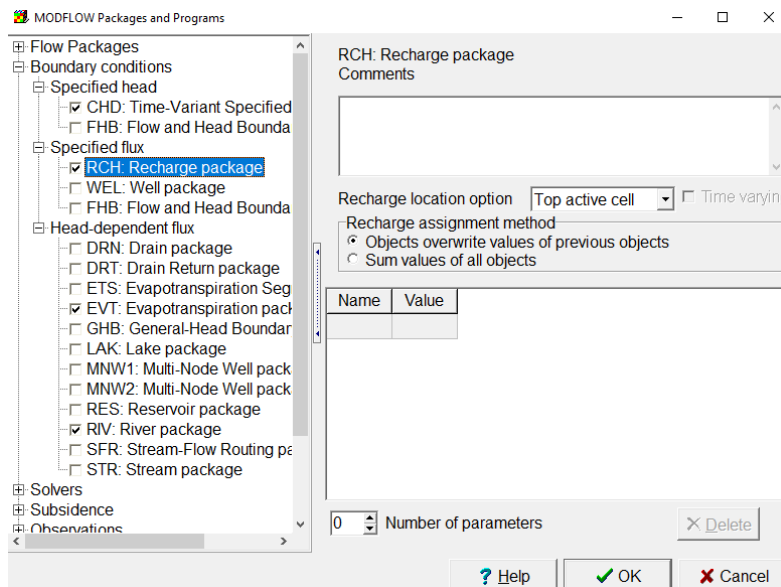 MODFLOW Packages and Programs
Flow Packages
Boundary conditions
Specified head
CHD: Time-Variant Specified
FHB: Flow and Head Bounda
Specified flux
RCH: Recharge package
WEL: Well package
FHB: Flow and Head Bounda
Head-dependent flux
DRN: Drain package
DRT: Drain Return package
ETS: Evapotranspiration Seg
EVT: Evapotranspiration pack
GHB: General-Head Boundar
LAK: Lake package
MNW1: Multi-Node Well pack
MNW2: Multi-Node Well pack
RES: Reservoir package
RIV: River package
SFR: Stream-Flow Routing pa
STR: Stream package
Solvers
Subsidence
Observations
RCH: Recharge package
Comments
Recharge location option Top active cell Time varyin
Recharge assignment method
Objects overwrite values of previous objects
Sum values of all objects
Name Value
0 Number of parameters Delete
? Help OK Cancel